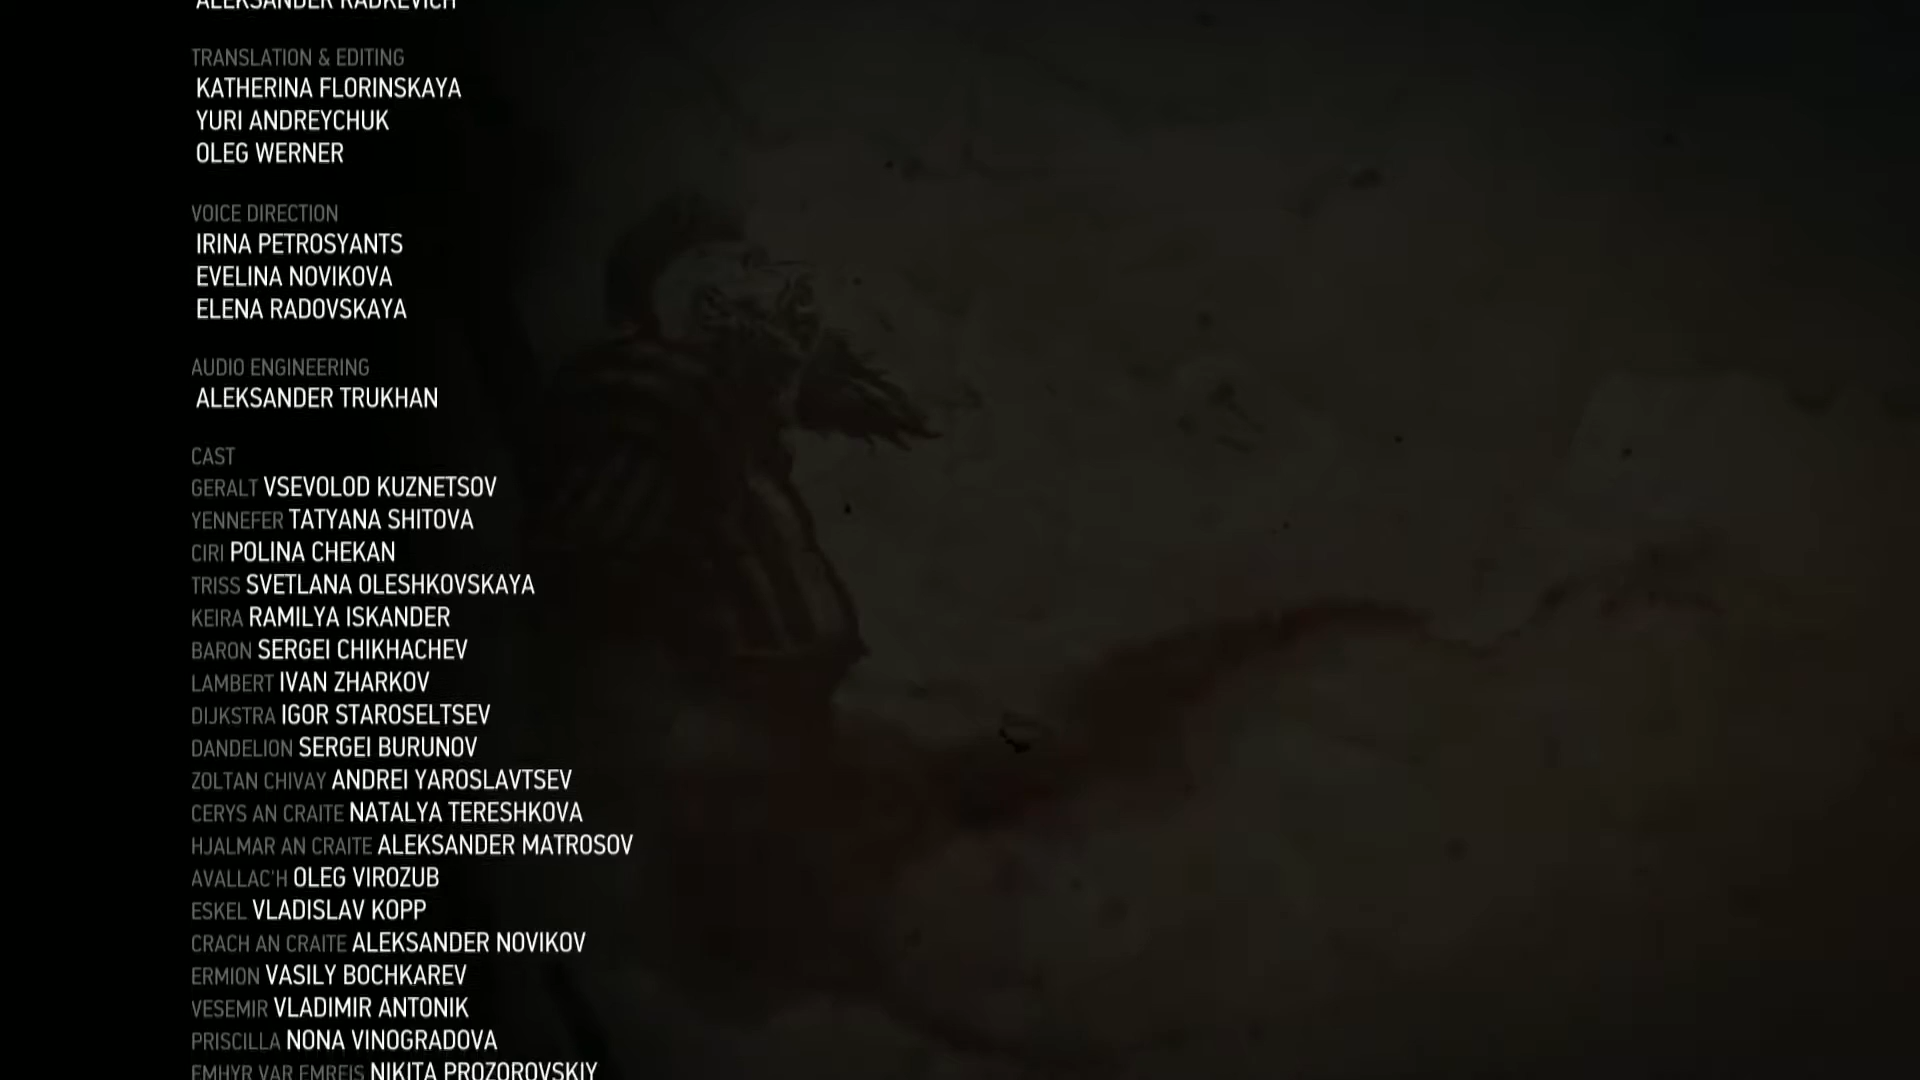 ALEKSANDER RADKEVICH
TRANSLATION & EDITING
KATHERINA FLORINSKAYA
YURI ANDREYCHUK
OLEG WERNER
VOICE DIRECTION
IRINA PETROSYANTS
EVELINA NOVIKOVA
ELENA RADOVSKAYA
AUDIO ENGINEERING
ALEKSANDER TRUKHAN
CAST
GERALT VSEVOLOD KUZNETSOV
YENNEFER TATYANA SHITOVA
CIRI POLINA CHEKAN
TRISS SVETLANA OLESHKOVSKAYA
KEIRA RAMILYA ISKANDER
BARON SERGEI CHIKHACHEV
LAMBERT IVAN ZHARKOV
DIJKSTRA IGOR STAROSELTSEV
DANDELION SERGEI BURUNOV
ZOLTAN CHIVAY ANDREI YAROSLAVTSEV
CERYS AN CRAITE NATALYA TERESHKOVA
HJALMAR AN CRAITE ALEKSANDER MATROSOV
AVALLAC'H OLEG VIROZUB
ESKEL VLADISLAV KOPP
CRACH AN CRAITE ALEKSANDER NOVIKOV
ERMION VASILY BOCHKAREV
VESEMIR VLADIMIR ANTONIK
PRISCILLA NONA VINOGRADOVA
EMHYR VAR EMREIS NIKITA PROZOROVSKIY